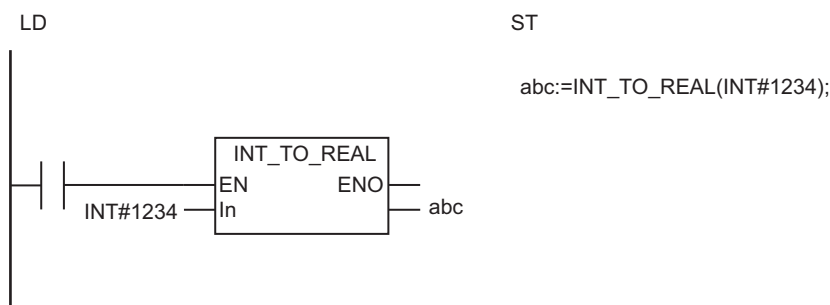 LD
ST
abc:=INT_TO_REAL(INT#1234);
INT_TO_REAL
EN ENO
INT#1234 In abc